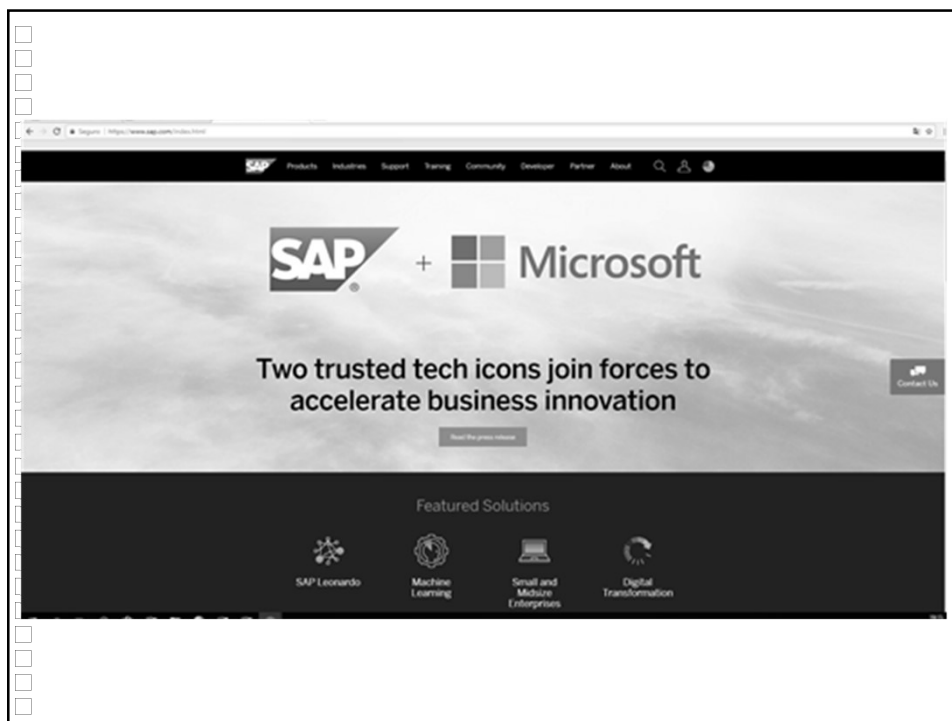 Seguro | https://www.sap.com/index.html
SAP Products Industries Support Training Community Developer Partner About
SAP ® + Microsoft
Two trusted tech icons join forces to
accelerate business innovation
Contact Us
Read the press release
Featured Solutions
SAP Leonardo
Machine
Learning
Small and
Midsize
Enterprises
Digital
Transformation